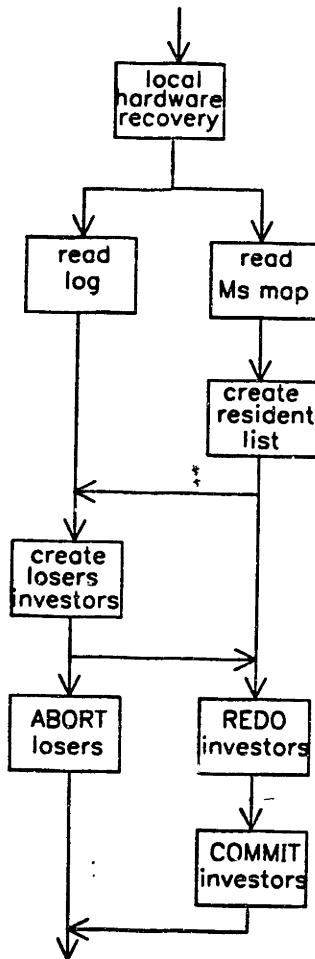 local
hardware
recovery
read
log
read
Ms map
create
resident
list
create
losers
investors
ABORT
losers
REDO
investors
COMMIT
investors